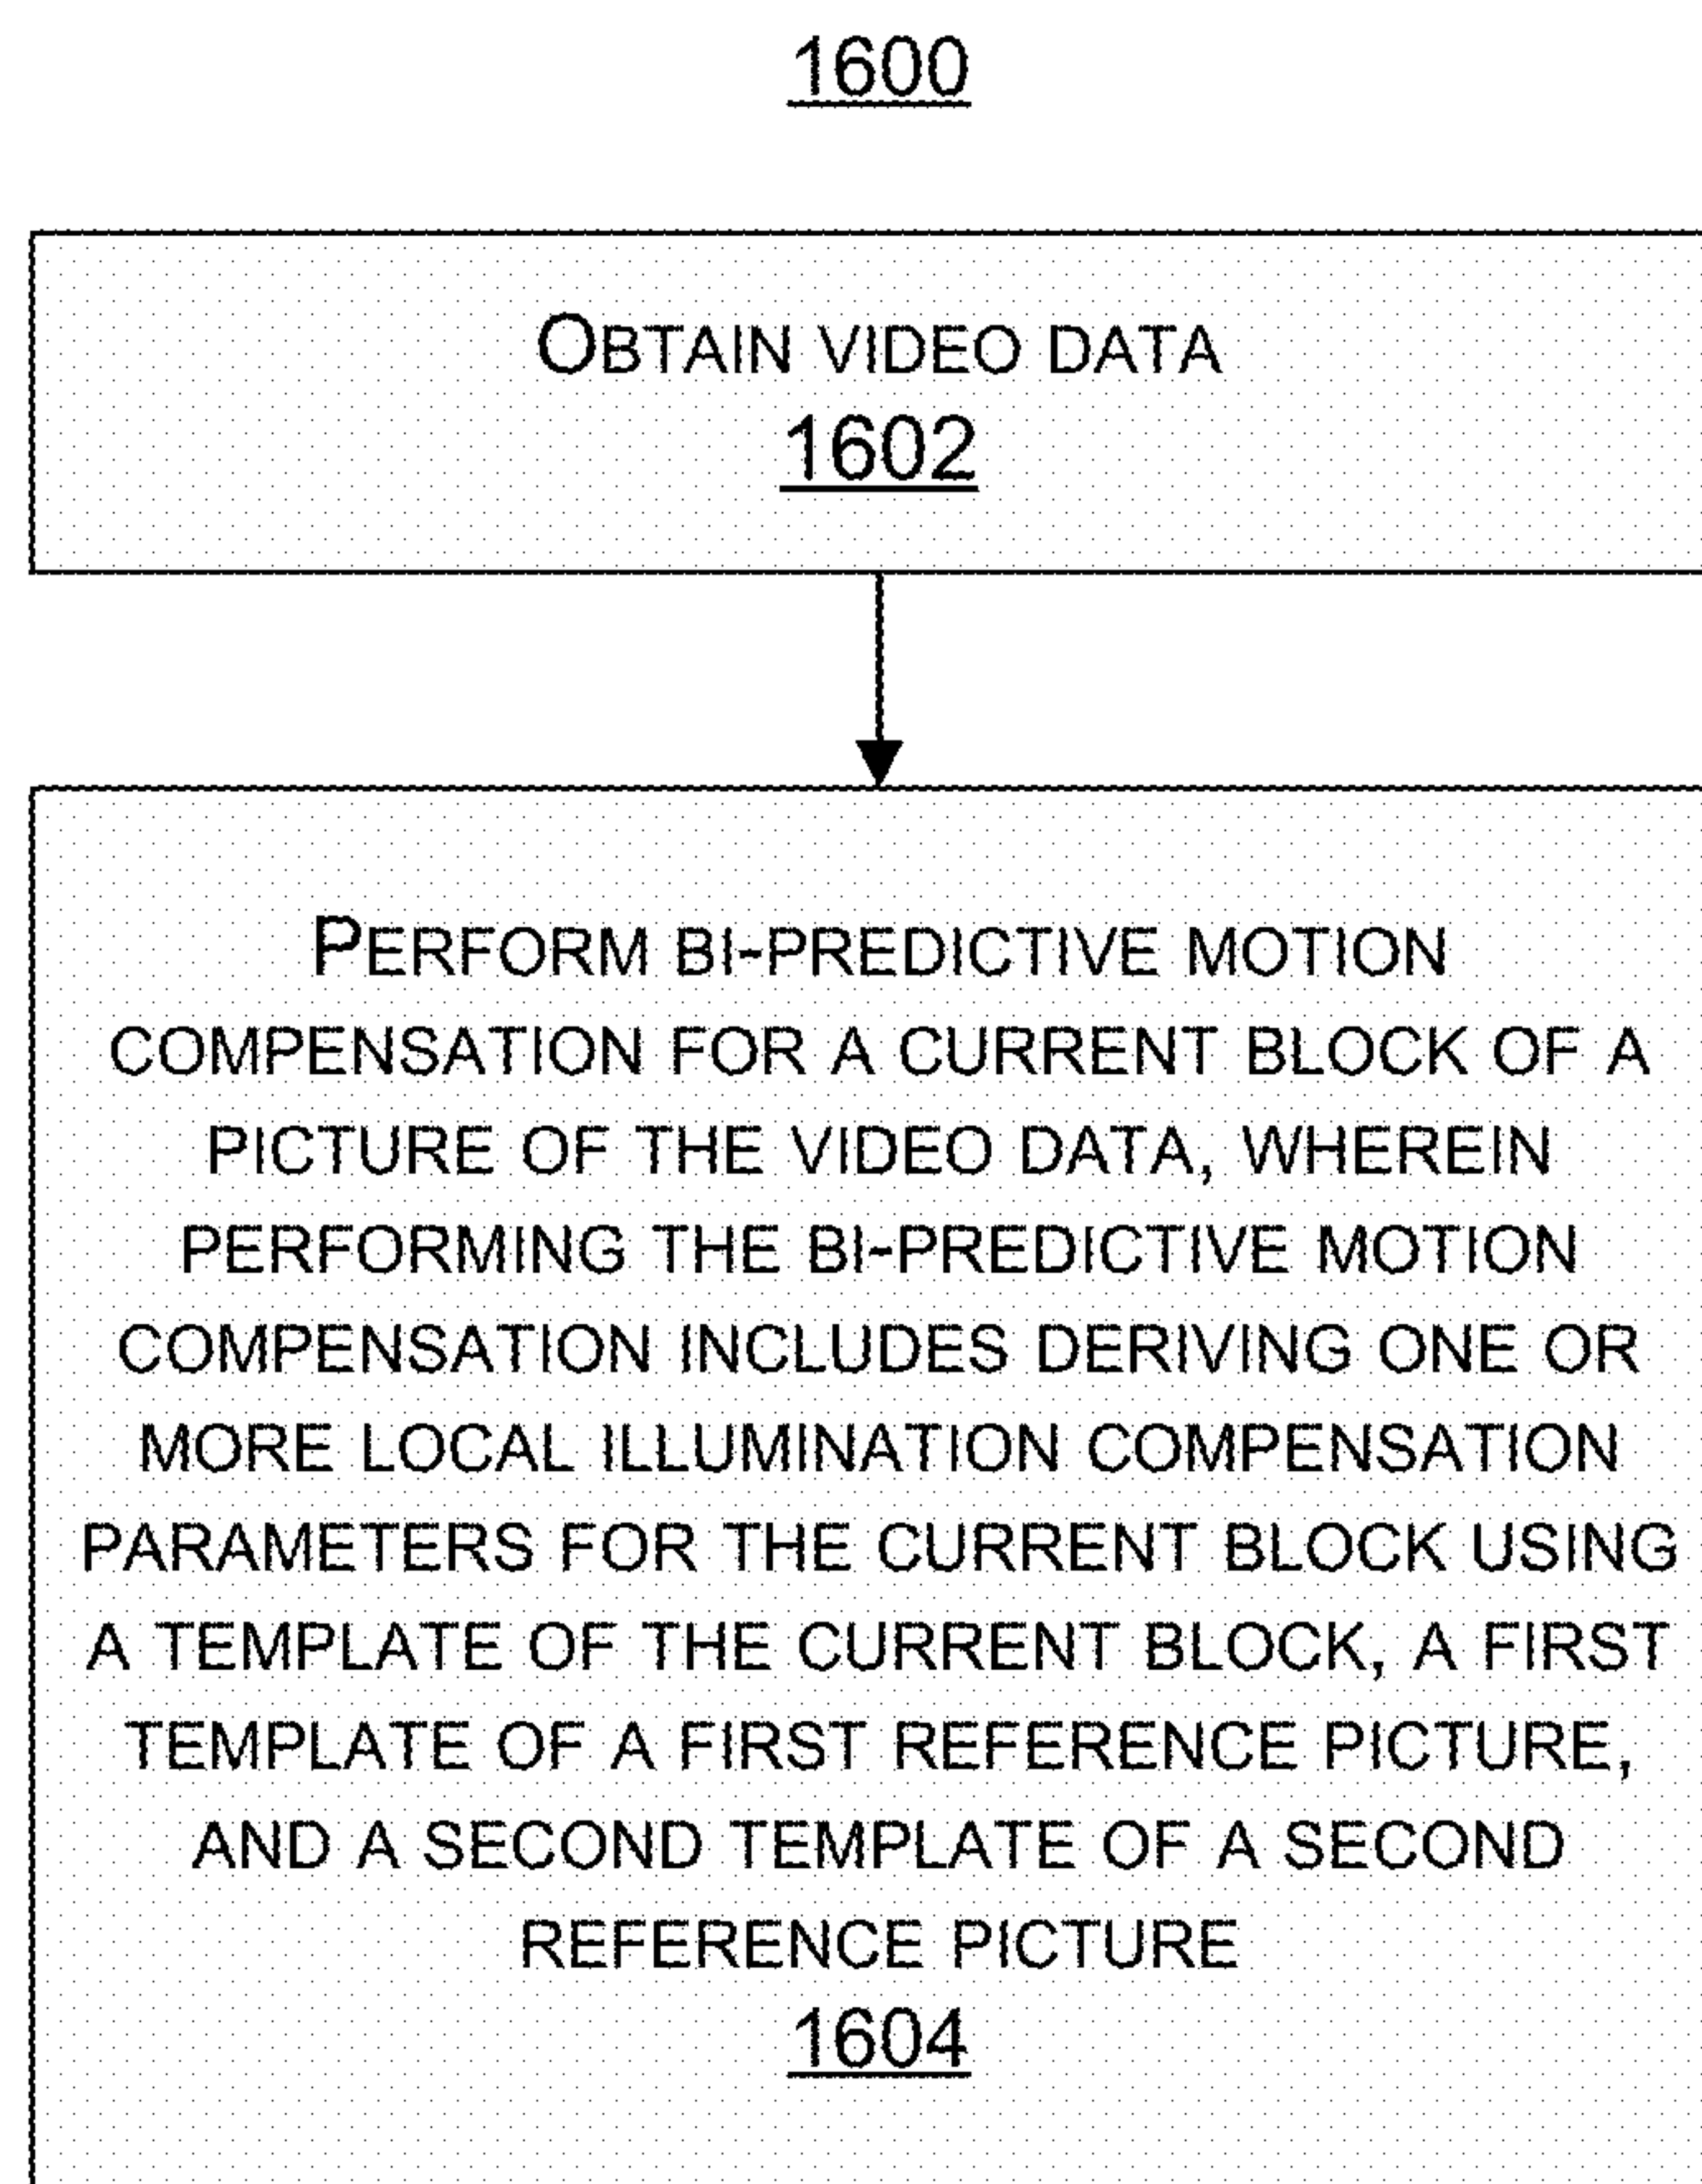 1600
OBTAIN VIDEO DATA
1602
PERFORM BI-PREDICTIVE MOTION
COMPENSATION FOR A CURRENT BLOCK OF A
PICTURE OF THE VIDEO DATA, WHEREIN
PERFORMING THE BI-PREDICTIVE MOTION
COMPENSATION INCLUDES DERIVING ONE OR
MORE LOCAL ILLUMINATION COMPENSATION
PARAMETERS FOR THE CURRENT BLOCK USING
A TEMPLATE OF THE CURRENT BLOCK, A FIRST
TEMPLATE OF A FIRST REFERENCE PICTURE,
AND A SECOND TEMPLATE OF A SECOND
REFERENCE PICTURE
1604